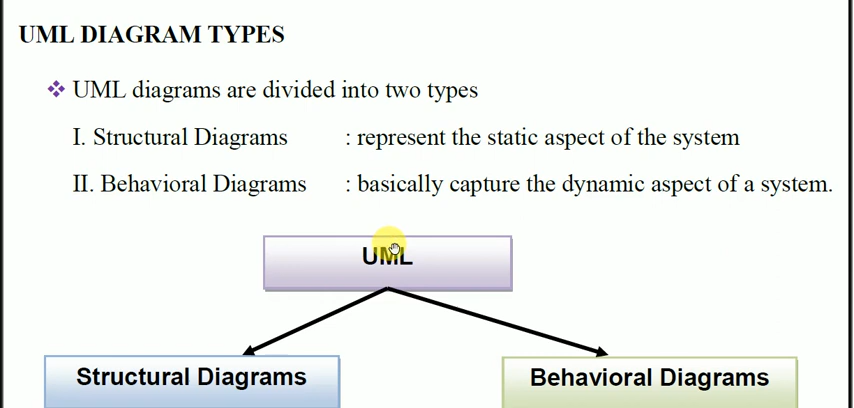 UML DIAGRAM TYPES
❖ UML diagrams are divided into two types
I. Structural Diagrams : represent the static aspect of the system
II. Behavioral Diagrams : basically capture the dynamic aspect of a system.
UML
Structural Diagrams
Behavioral Diagrams